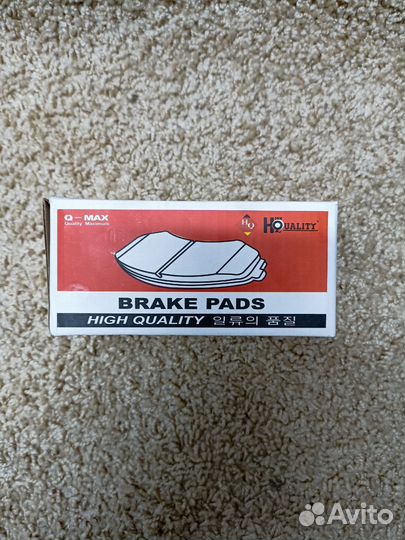 Q-MAX
Quality Maximum
HQ
HQUALITY
BRAKE PADS
HIGH QUALITY 일류의 품질
Avito